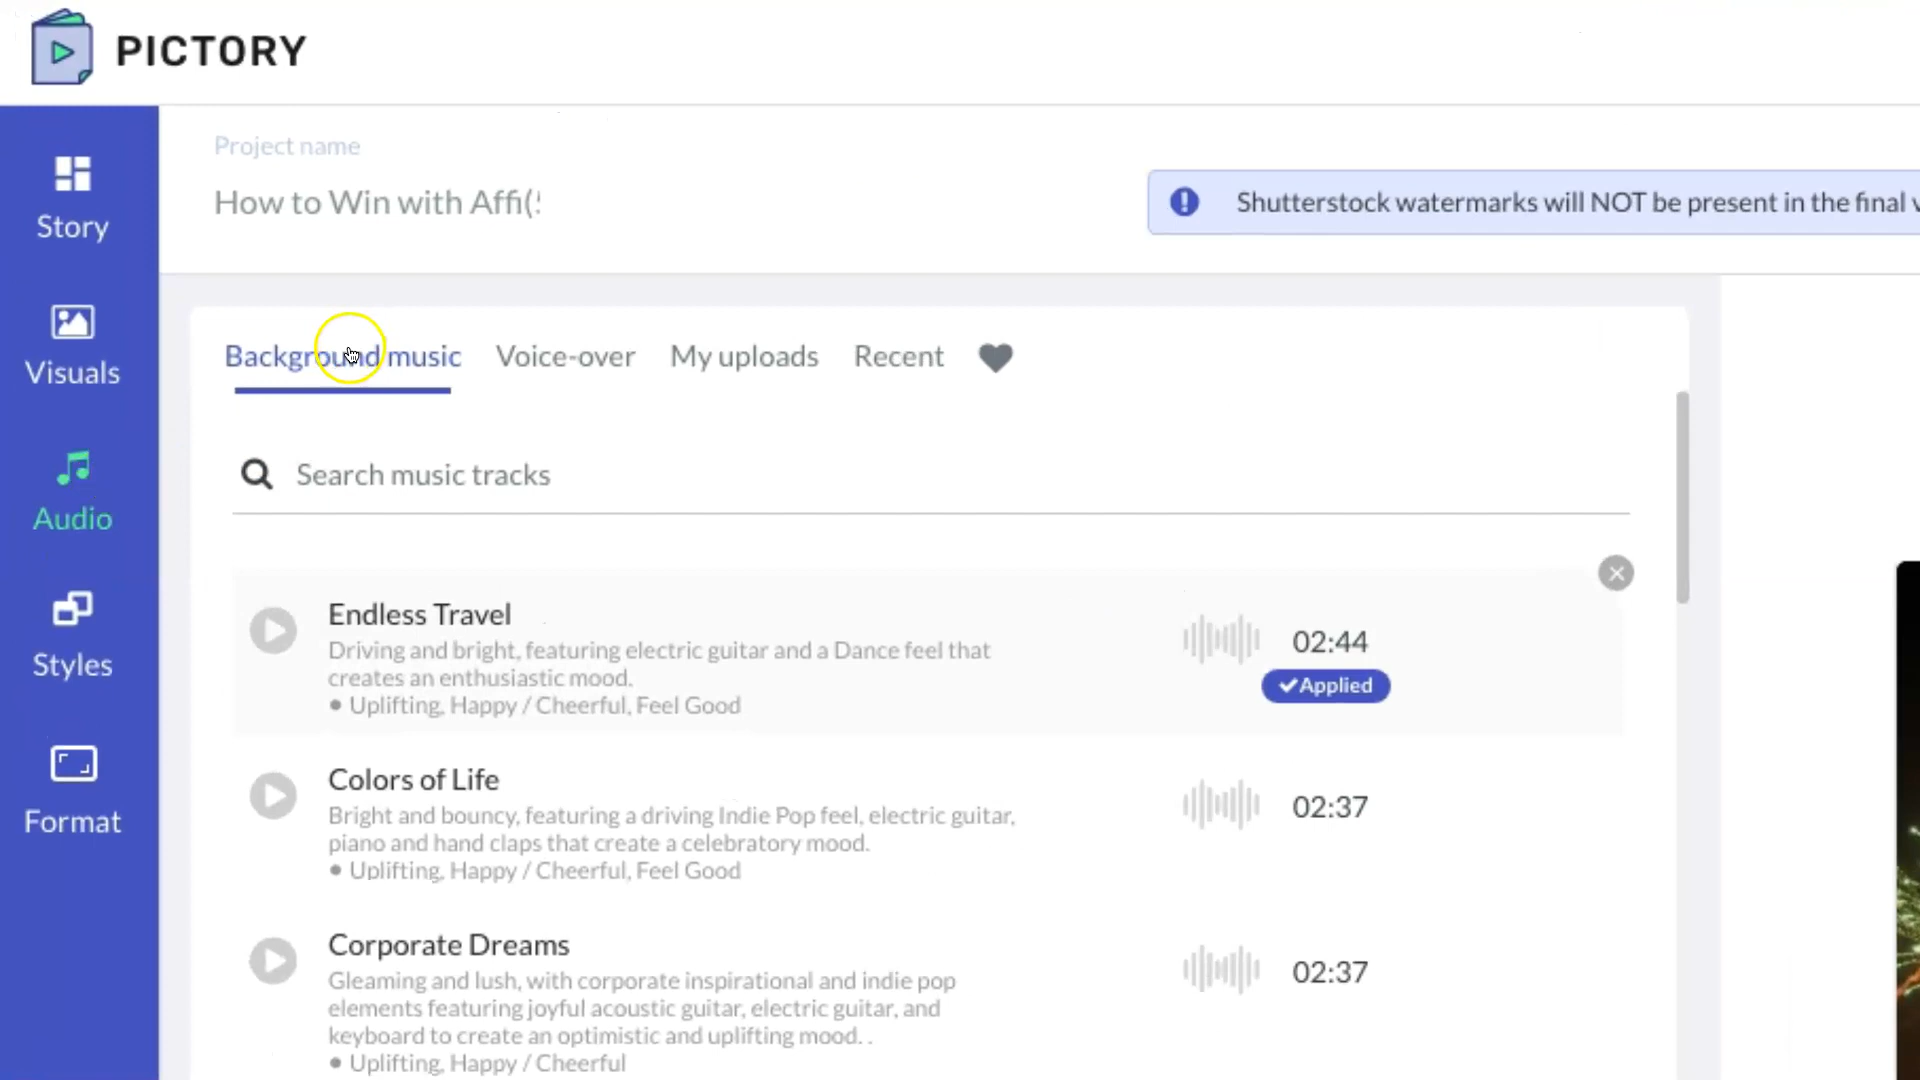 PICTORY
Project name
How to Win with Affi(
Shutterstock watermarks will NOT be present in the final
Story
Visuals
Audio
Styles
Format
Background music
Voice-over
My uploads
Recent
Search music tracks
Endless Travel
Driving and bright, featuring electric guitar and a Dance feel that
creates an enthusiastic mood.
• Uplifting, Happy / Cheerful, Feel Good
02:44
Applied
Colors of Life
Bright and bouncy, featuring a driving Indie Pop feel, electric guitar,
piano and hand claps that create a celebratory mood.
• Uplifting, Happy / Cheerful, Feel Good
02:37
Corporate Dreams
Gleaming and lush, with corporate inspirational and indie pop
elements featuring joyful acoustic guitar, electric guitar, and
keyboard to create an optimistic and uplifting mood. .
• Uplifting, Happy / Cheerful
02:37